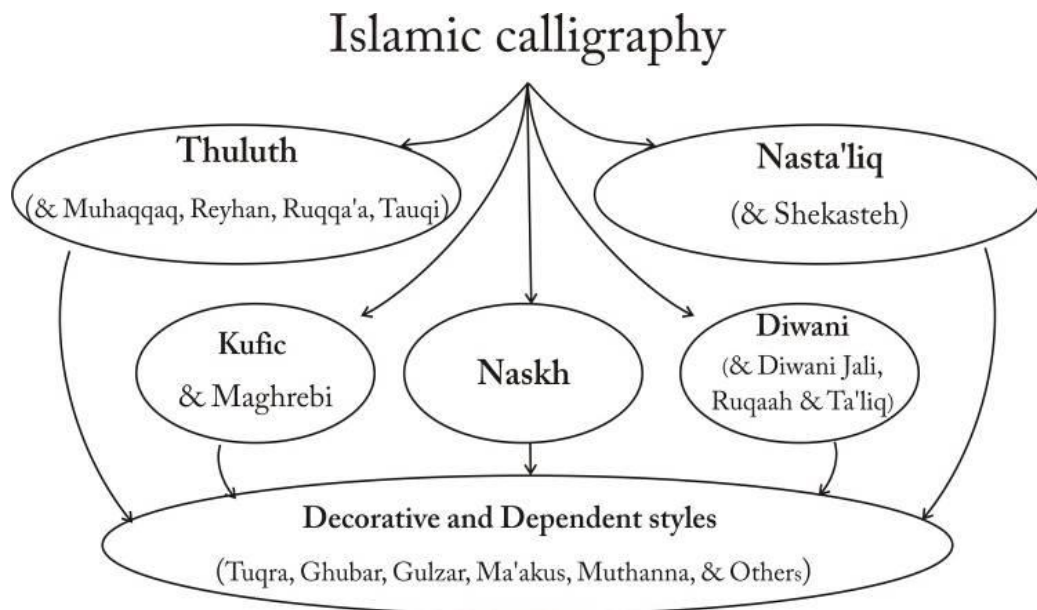 Islamic calligraphy
Thuluth
(& Muhaqqaq, Reyhan, Ruqqa'a, Tauqi)
Nasta'liq
(& Shekasteh)
Kufic
& Maghrebi
Naskh
Diwani
(& Diwani Jali,
Ruqaah & Ta'liq)
Decorative and Dependent styles
(Tuqra, Ghubar, Gulzar, Ma'akus, Muthanna, & Others)